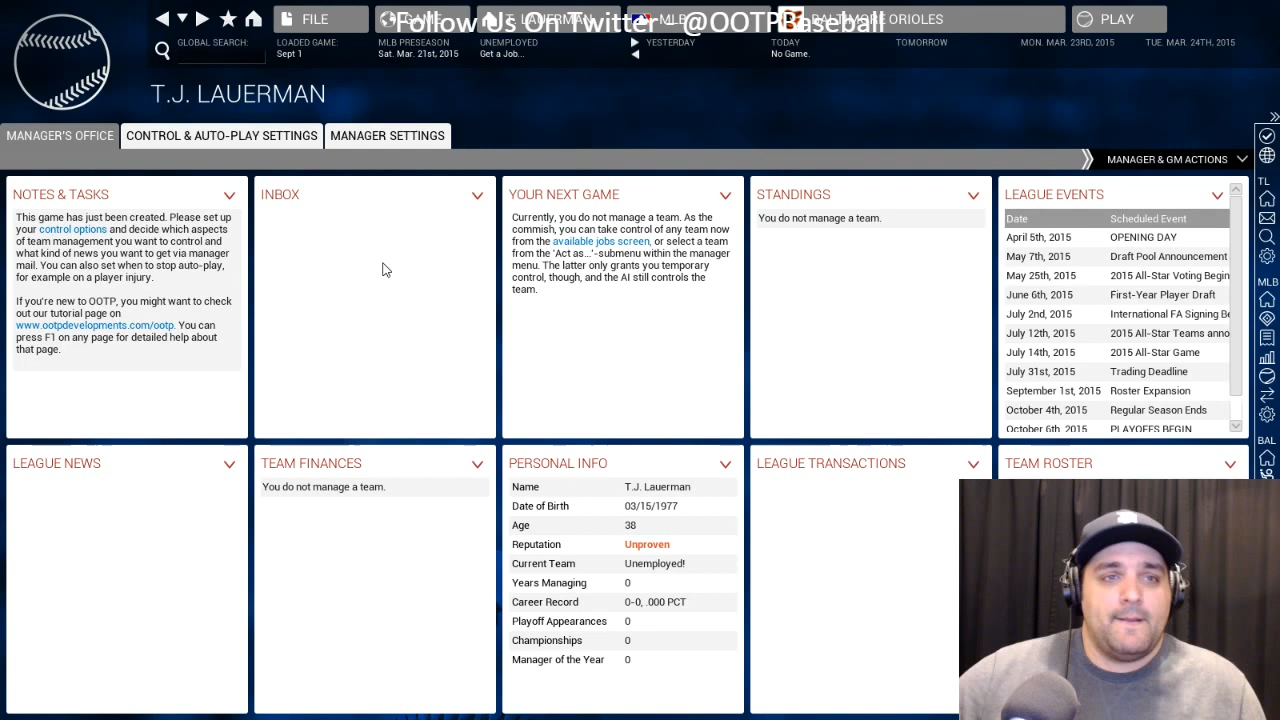 FILE
GAME
T. LAUERMAN
MLB
BALTIMORE ORIOLES
PLAY
Follow Us On Twitter - @OOTPBaseball
GLOBAL SEARCH:
LOADED GAME:
Sept 1
MLB PRESEASON
Sat. Mar. 21st, 2015
UNEMPLOYED
Get a Job...
YESTERDAY
TODAY
No Game.
TOMORROW
MON. MAR. 23RD, 2015
TUE. MAR. 24TH, 2015
T.J. LAUERMAN
MANAGER'S OFFICE
CONTROL & AUTO-PLAY SETTINGS
MANAGER SETTINGS
MANAGER & GM ACTIONS
NOTES & TASKS
This game has just been created. Please set up
your control options and decide which aspects
of team management you want to control and
what kind of news you want to get via manager
mail. You can also set when to stop auto-play,
for example on a player injury.
If you're new to OOTP, you might want to check
out our tutorial page on
www.ootpdevelopments.com/ootp. You can
press F1 on any page for detailed help about
that page.
INBOX
YOUR NEXT GAME
Currently, you do not manage a team. As the
commish, you can take control of any team now
from the available jobs screen, or select a team
from the 'Act as...'-submenu within the manager
menu. The latter only grants you temporary
control, though, and the AI still controls the
team.
STANDINGS
You do not manage a team.
LEAGUE EVENTS
Date Scheduled Event
April 5th, 2015 OPENING DAY
May 7th, 2015 Draft Pool Announcement
May 25th, 2015 2015 All-Star Voting Begin
June 6th, 2015 First-Year Player Draft
July 2nd, 2015 International FA Signing Be
July 12th, 2015 2015 All-Star Teams anno
July 14th, 2015 2015 All-Star Game
July 31st, 2015 Trading Deadline
September 1st, 2015 Roster Expansion
October 4th, 2015 Regular Season Ends
October 6th, 2015 PLAYOFFS BEGIN
TL
MLB
BAL
LEAGUE NEWS
TEAM FINANCES
You do not manage a team.
PERSONAL INFO
Name T.J. Lauerman
Date of Birth 03/15/1977
Age 38
Reputation Unproven
Current Team Unemployed!
Years Managing 0
Career Record 0-0, .000 PCT
Playoff Appearances 0
Championships 0
Manager of the Year 0
LEAGUE TRANSACTIONS
TEAM ROSTER